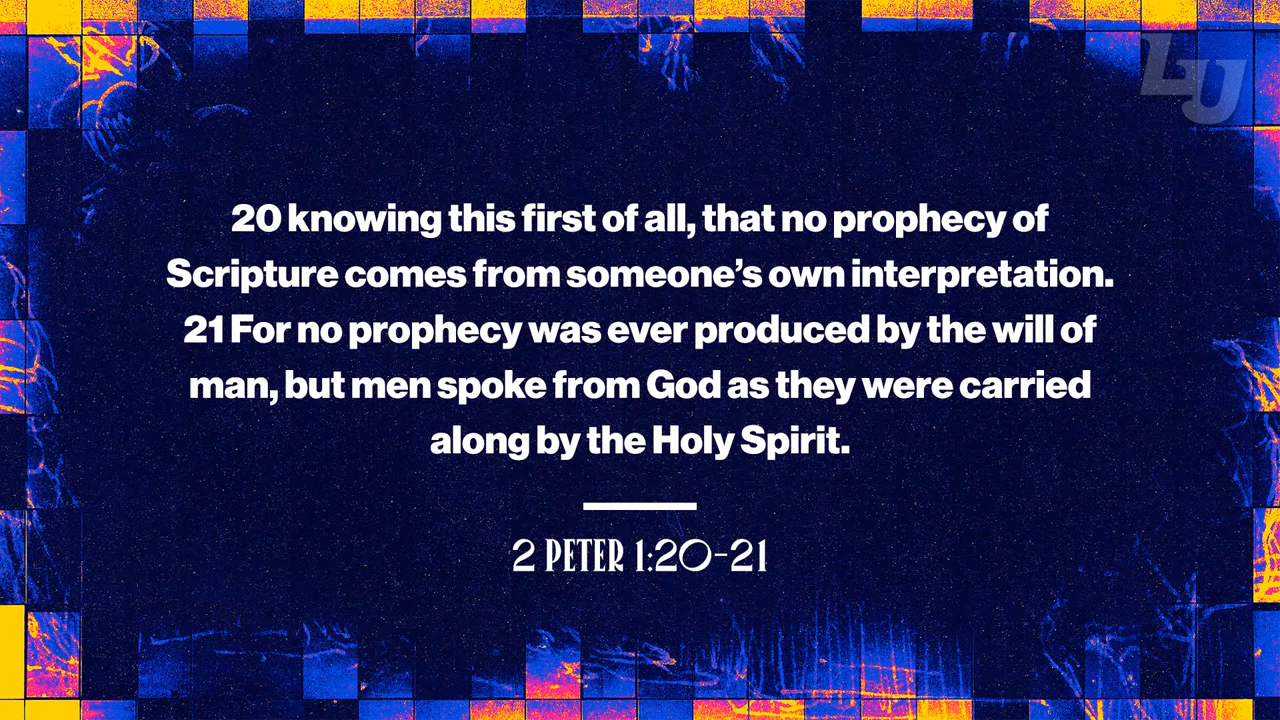 LU
20 knowing this first of all, that no prophecy of
Scripture comes from someone’s own interpretation.
21 For no prophecy was ever produced by the will of
man, but men spoke from God as they were carried
along by the Holy Spirit.
2 PETER 1:20-21